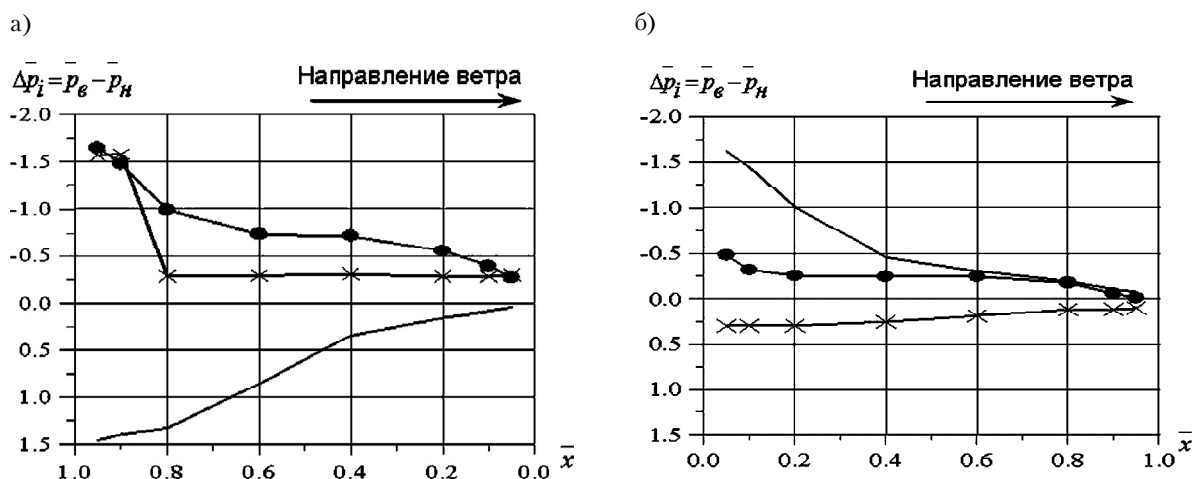 а)
Δp̄ᵢ = p̄в – p̄н
Направление ветра
-2.0
-1.5
-1.0
-0.5
0.0
0.5
1.0
1.5
1.0 0.8 0.6 0.4 0.2 0.0 x̄
б)
Δp̄ᵢ = p̄в – p̄н
Направление ветра
-2.0
-1.5
-1.0
-0.5
0.0
0.5
1.0
1.5
0.0 0.2 0.4 0.6 0.8 1.0 x̄